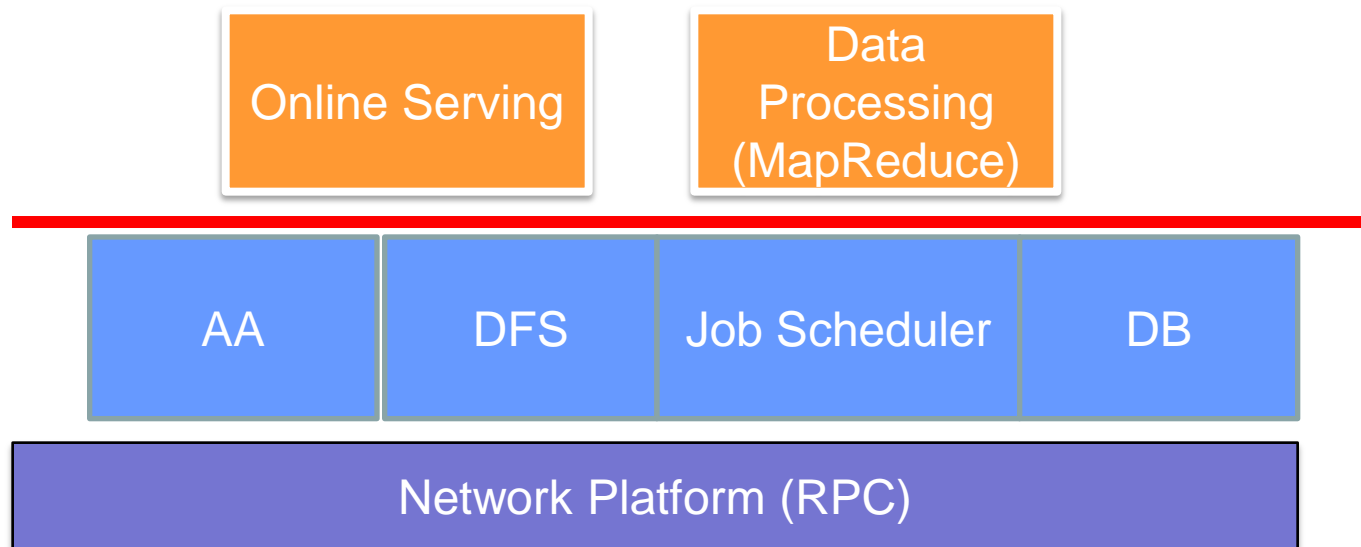 Online Serving
Data
Processing
(MapReduce)
AA
DFS
Job Scheduler
DB
Network Platform (RPC)